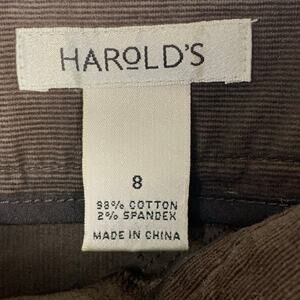 HAROLD'S
8
98% COTTON
2% SPANDEX
MADE IN CHINA